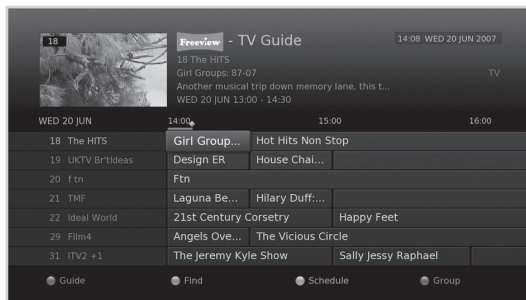 18
Freeview - TV Guide
14:08 WED 20 JUN 2007
18 The HITS
Girl Groups: 87-07
TV
Another musical trip down memory lane, this t...
WED 20 JUN 13:00 - 14:30
WED 20 JUN 14:00 15:00 16:00
18 The HITS Girl Group... Hot Hits Non Stop
19 UKTV Br'tIdeas Design ER House Chai...
20 f tn Ftn
21 TMF Laguna Be... Hilary Duff:...
22 Ideal World 21st Century Corsetry Happy Feet
29 Film4 Angels Ove... The Vicious Circle
31 ITV2 +1 The Jeremy Kyle Show Sally Jessy Raphael
Guide Find Schedule Group